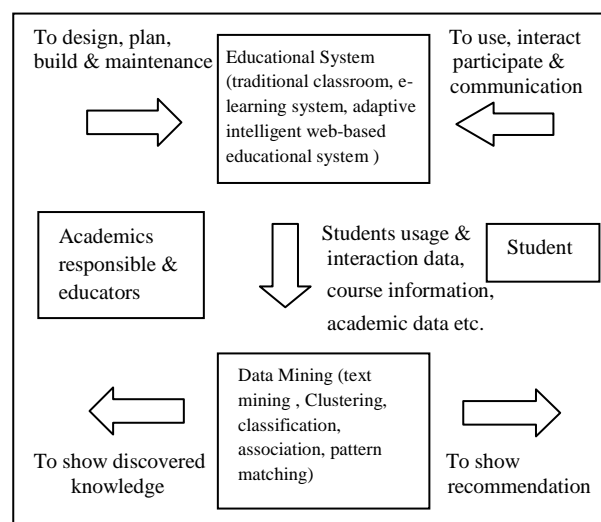 To design, plan,
build & maintenance
Educational System
(traditional classroom, e-
learning system, adaptive
intelligent web-based
educational system )
To use, interact
participate &
communication
Academics
responsible &
educators
Students usage &
interaction data,
course information,
academic data etc.
Student
Data Mining (text
mining , Clustering,
classification,
association, pattern
matching)
To show discovered
knowledge
To show
recommendation